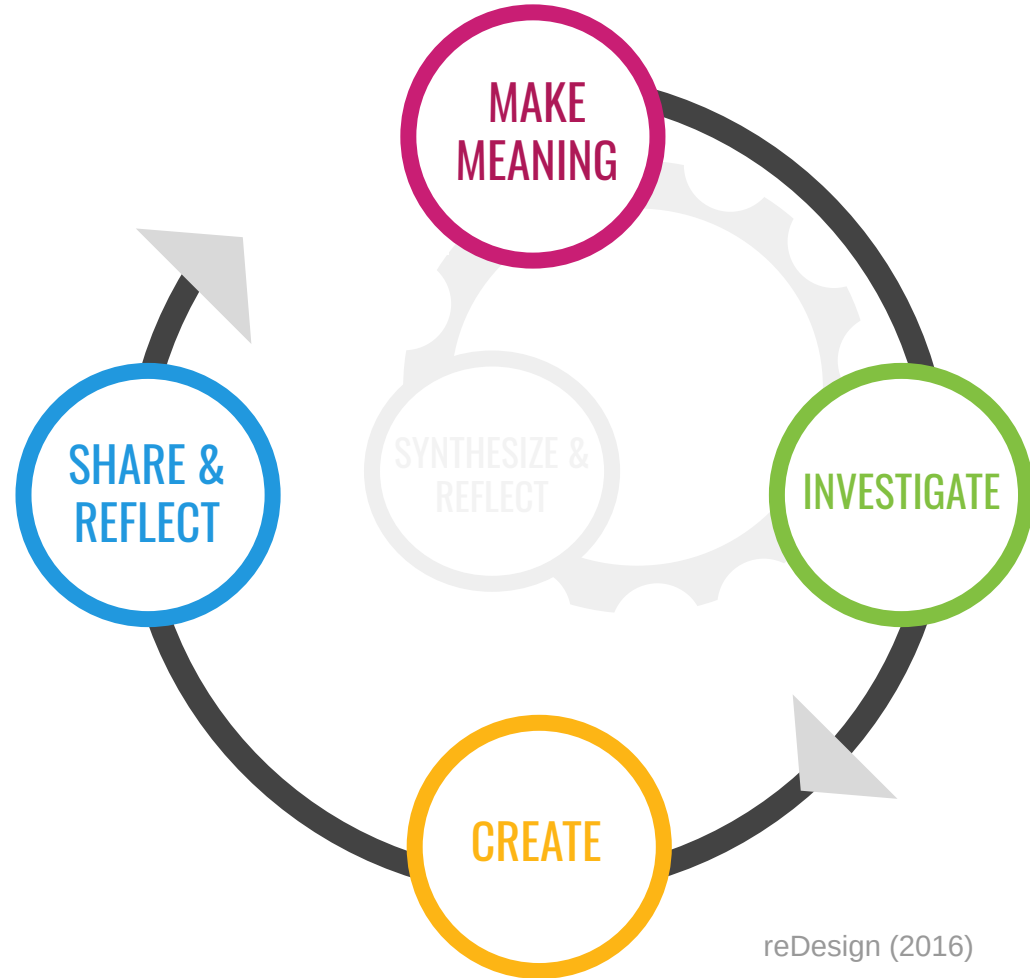 MAKE
MEANING
INVESTIGATE
CREATE
SHARE &
REFLECT
SYNTHESIZE &
REFLECT
reDesign (2016)